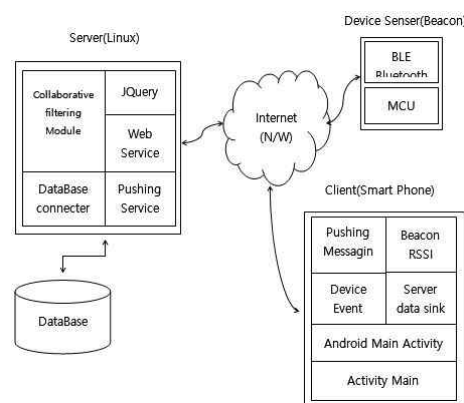 Device Senser(Beacon)
Server(Linux)
BLE
Bluetooth
MCU
Collaborative
filtering
Module
JQuery
Web
Service
DataBase
connecter
Pushing
Service
Internet
(N/W)
DataBase
Client(Smart Phone)
Pushing
Messagin
Beacon
RSSI
Device
Event
Server
data sink
Android Main Activity
Activity Main